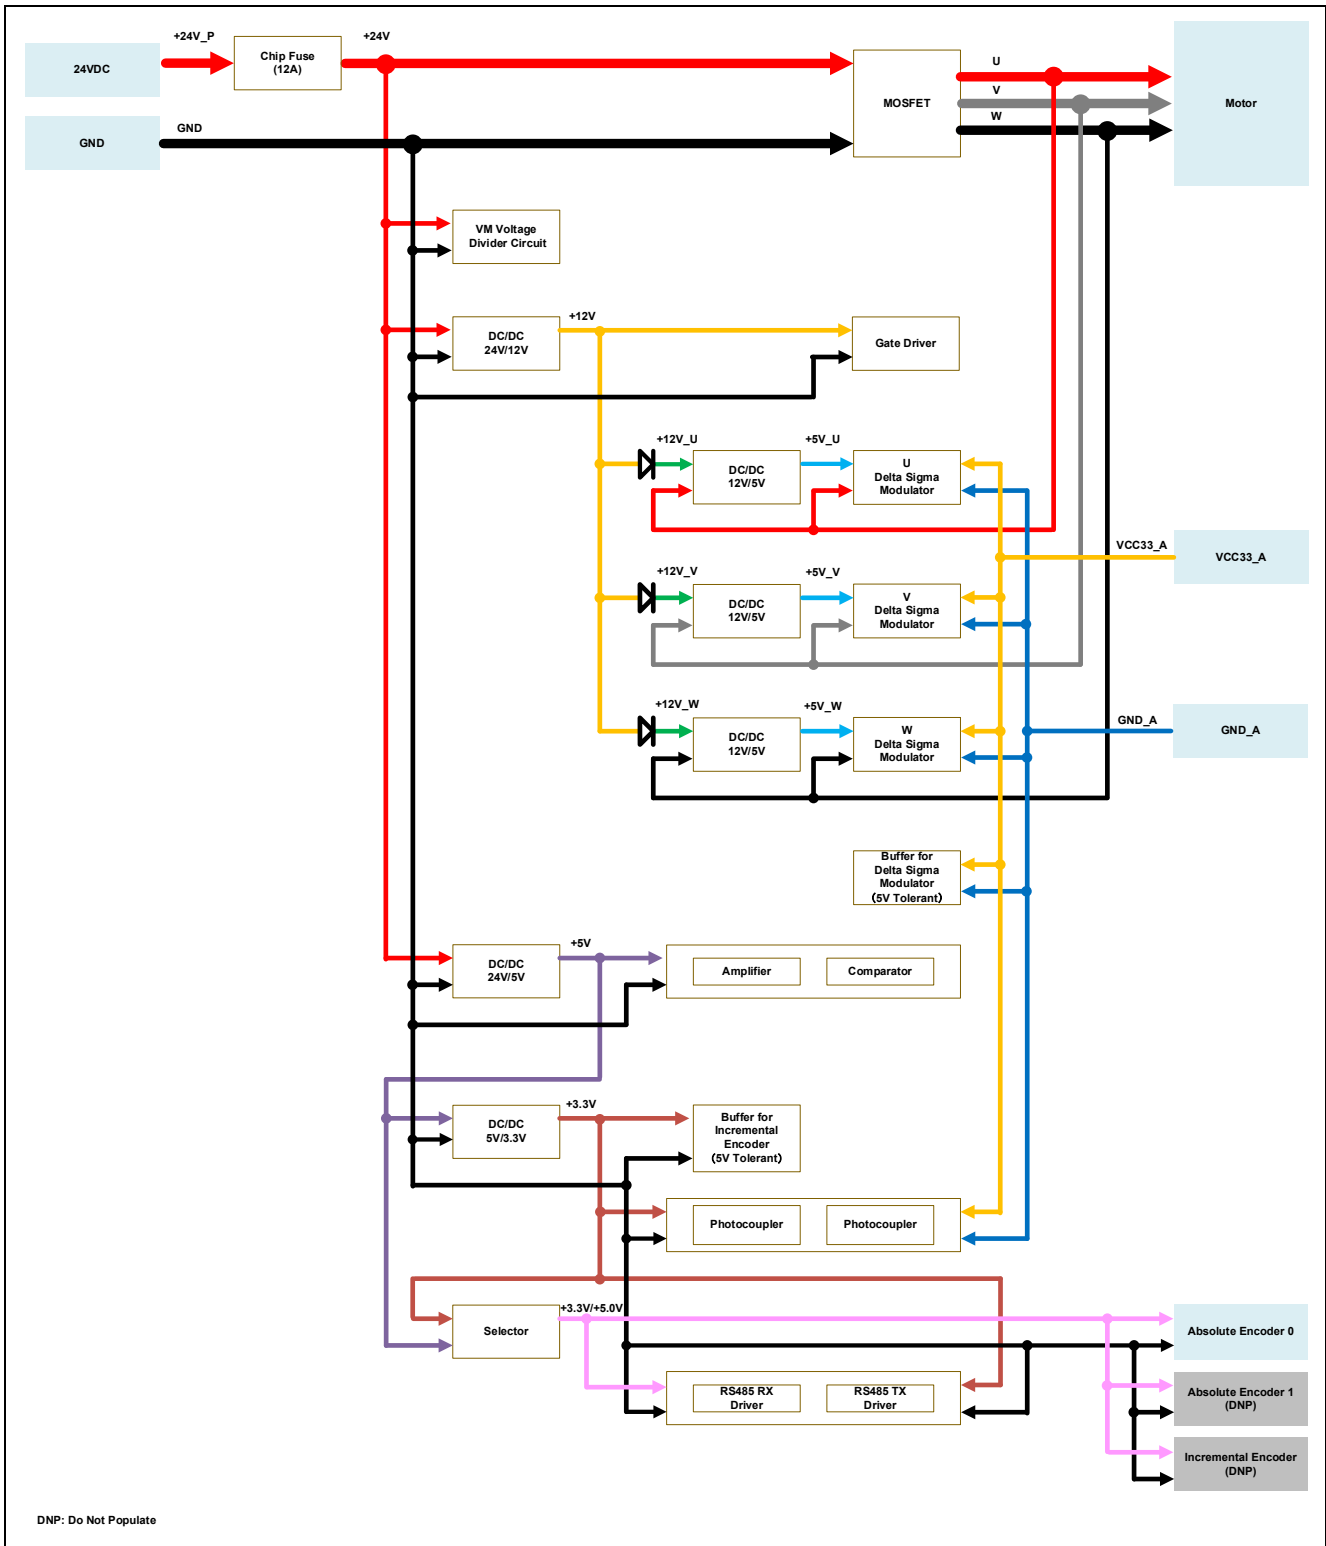 +24V_P
+24V
24VDC
Chip Fuse
(12A)
MOSFET
U
V
W
Motor
GND
GND
VM Voltage
Divider Circuit
+12V
DC/DC
24V/12V
Gate Driver
+12V_U
+5V_U
DC/DC
12V/5V
U
Delta Sigma
Modulator
VCC33_A
VCC33_A
+12V_V
+5V_V
DC/DC
12V/5V
V
Delta Sigma
Modulator
+12V_W
+5V_W
DC/DC
12V/5V
W
Delta Sigma
Modulator
GND_A
GND_A
Buffer for
Delta Sigma
Modulator
(5V Tolerant)
+5V
DC/DC
24V/5V
Amplifier
Comparator
+3.3V
DC/DC
5V/3.3V
Buffer for
Incremental
Encoder
(5V Tolerant)
Photocoupler
Photocoupler
+3.3V/+5.0V
Selector
Absolute Encoder 0
RS485 RX
Driver
RS485 TX
Driver
Absolute Encoder 1
(DNP)
Incremental Encoder
(DNP)
DNP: Do Not Populate